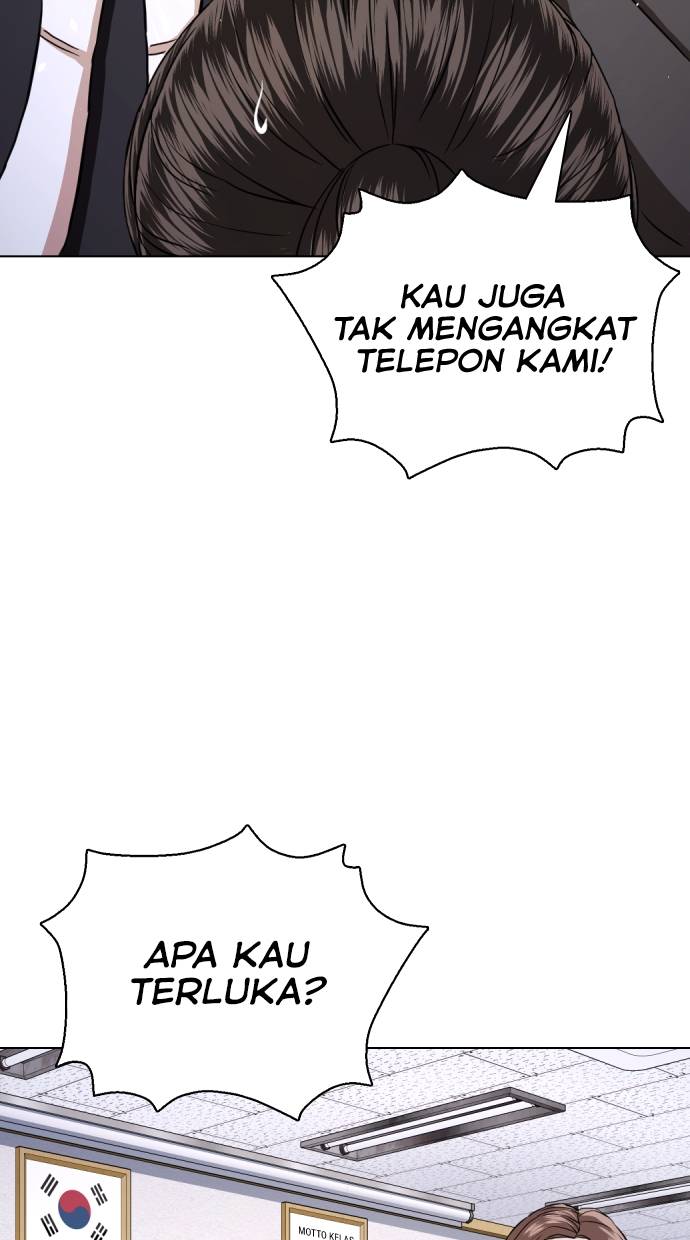 KAU JUGA
TAK MENGANGKAT
TELEPON KAMI!
APA KAU
TERLUKA?
MOTTO KELAS